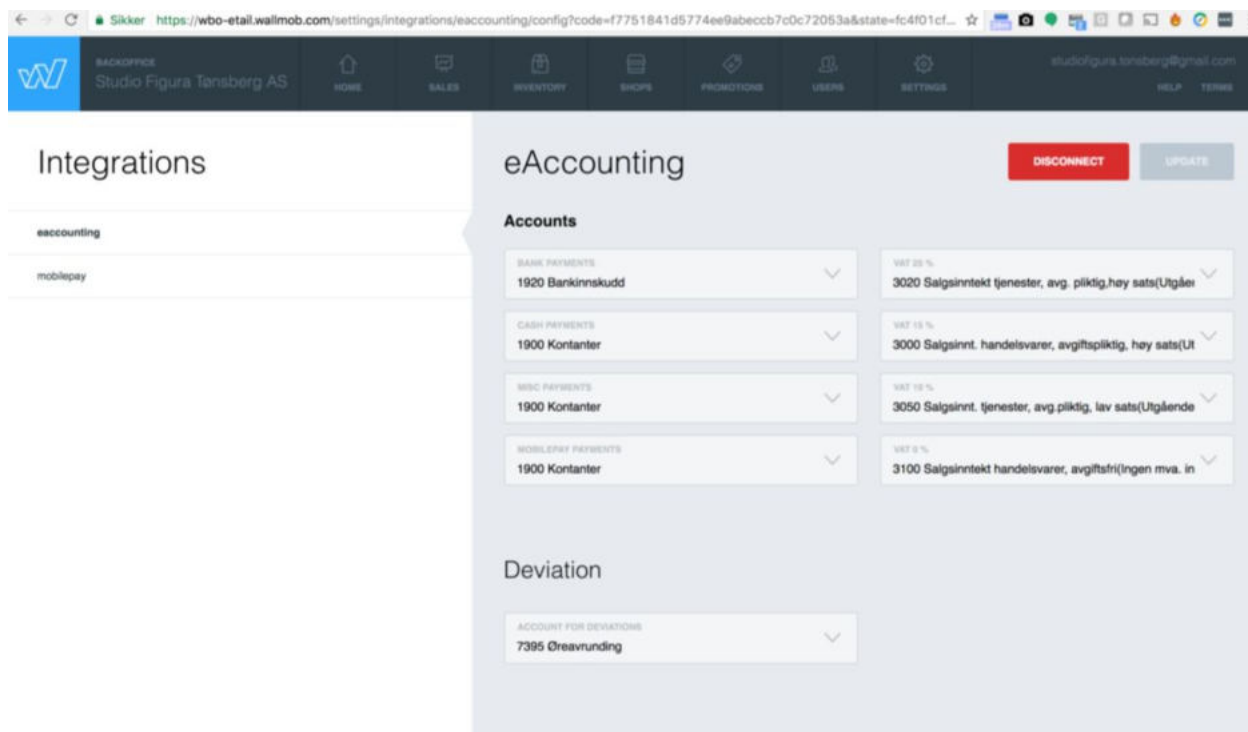 Sikker https://wbo-etail.wallmob.com/settings/integrations/eaccounting/config?code=f7751841d5774ee9abeccb7c0c72053a&state=fc4f01cf...
BACKOFFICE
Studio Figura Tønsberg AS
HOME
SALES
INVENTORY
SHOPS
PROMOTIONS
USERS
SETTINGS
studiofigura.tonsberg@gmail.com
HELP TERMS
Integrations
eaccounting
mobilepay
eAccounting
DISCONNECT
UPDATE
Accounts
BANK PAYMENTS
1920 Bankinnskudd
CASH PAYMENTS
1900 Kontanter
MISC PAYMENTS
1900 Kontanter
MOBILEPAY PAYMENTS
1900 Kontanter
VAT 25 %
3020 Salgsinntekt tjenester, avg. pliktig,høy sats(Utgåe
VAT 15 %
3000 Salgsinnt. handelsvarer, avgiftspliktig, høy sats(Ut
VAT 10 %
3050 Salgsinnt. tjenester, avg.pliktig, lav sats(Utgående
VAT 0 %
3100 Salgsinntekt handelsvarer, avgiftsfri(Ingen mva. in
Deviation
ACCOUNT FOR DEVIATIONS
7395 Øreavrunding